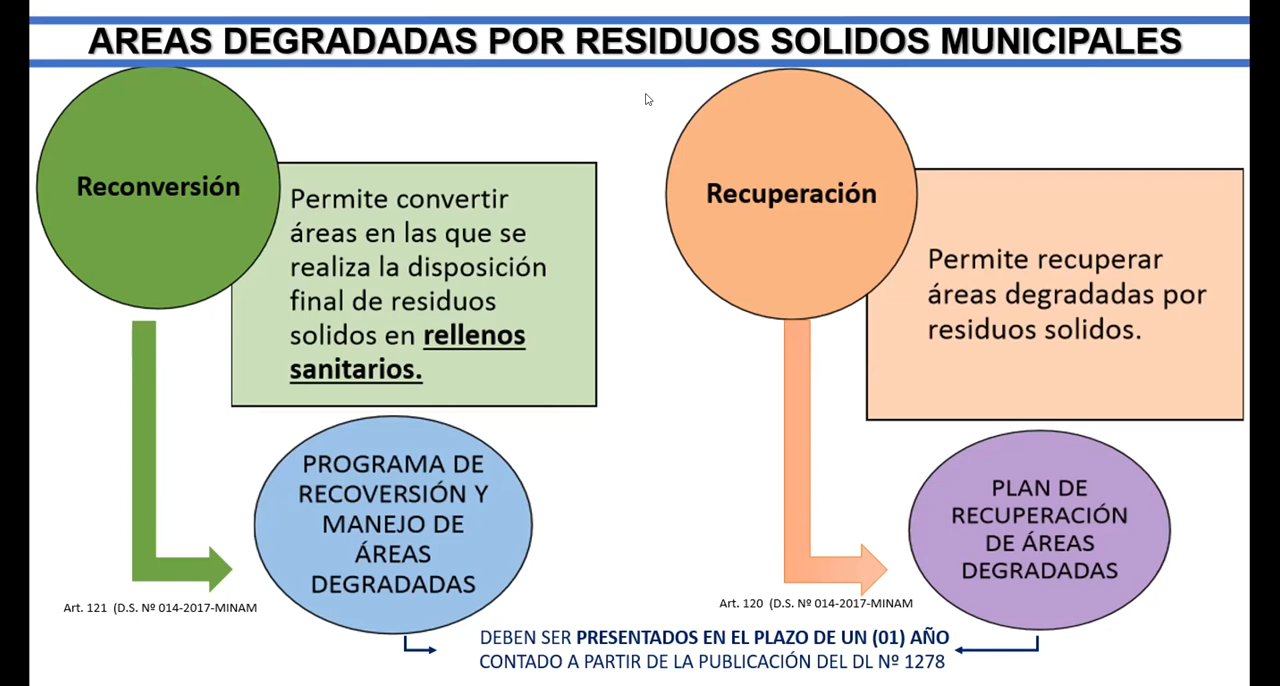 AREAS DEGRADADAS POR RESIDUOS SOLIDOS MUNICIPALES
Reconversión
Permite convertir
áreas en las que se
realiza la disposición
final de residuos
solidos en rellenos
sanitarios.
PROGRAMA DE
RECOVERSIÓN Y
MANEJO DE
ÁREAS
DEGRADADAS
Art. 121 (D.S. Nº 014-2017-MINAM
Recuperación
Permite recuperar
áreas degradadas por
residuos solidos.
PLAN DE
RECUPERACIÓN
DE ÁREAS
DEGRADADAS
Art. 120 (D.S. Nº 014-2017-MINAM
DEBEN SER PRESENTADOS EN EL PLAZO DE UN (01) AÑO
CONTADO A PARTIR DE LA PUBLICACIÓN DEL DL Nº 1278